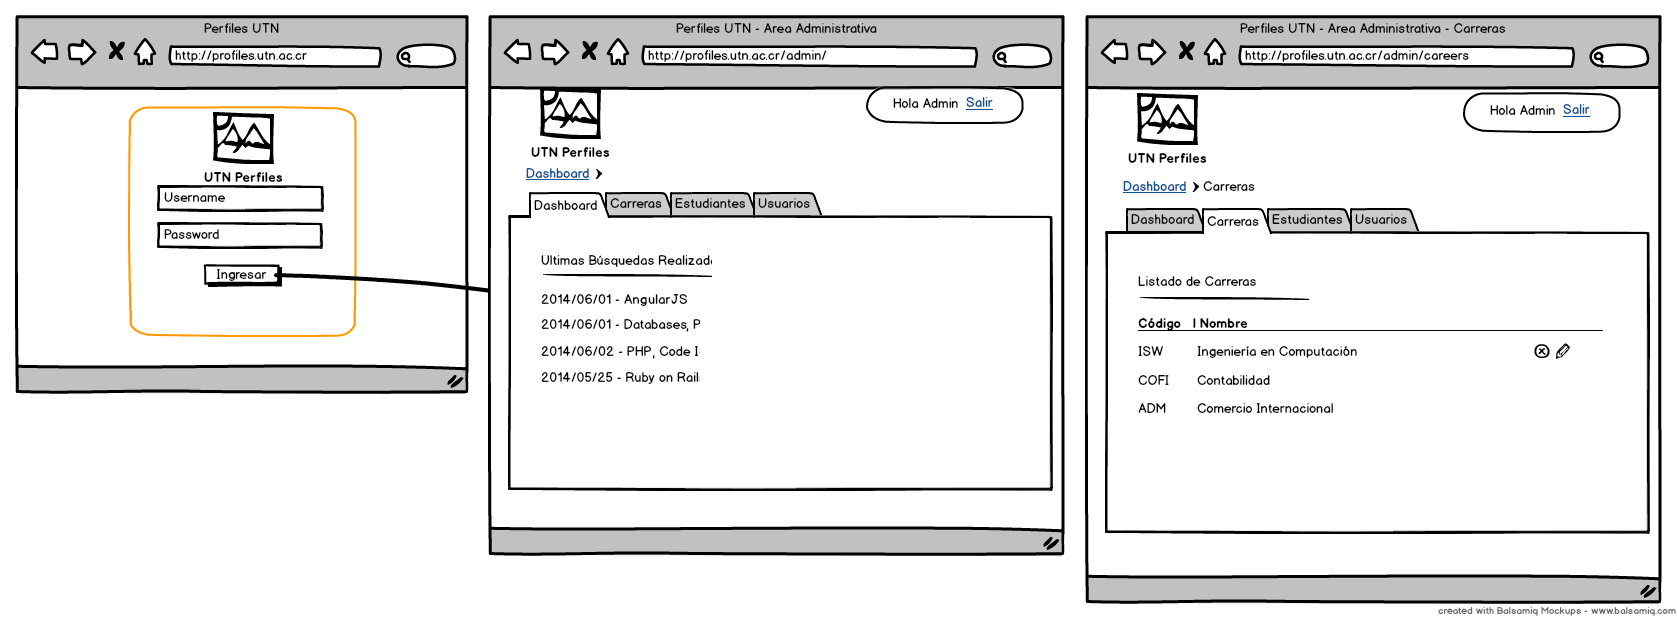 Perfiles UTN
http://profiles.utn.ac.cr
UTN Perfiles
Username
Password
Ingresar
Perfiles UTN - Area Administrativa
http://profiles.utn.ac.cr/admin/
Hola Admin Salir
UTN Perfiles
Dashboard
Dashboard Carreras Estudiantes Usuarios
Ultimas Búsquedas Realizad
2014/06/01 - AngularJS
2014/06/01 - Databases, P
2014/06/02 - PHP, Code I
2014/05/25 - Ruby on Rail
Perfiles UTN - Area Administrativa - Carreras
http://profiles.utn.ac.cr/admin/careers
Hola Admin Salir
UTN Perfiles
Dashboard Carreras
Dashboard Carreras Estudiantes Usuarios
Listado de Carreras
Código | Nombre
ISW Ingeniería en Computación
COFI Contabilidad
ADM Comercio Internacional
created with Balsamiq Mockups - www.balsamiq.com